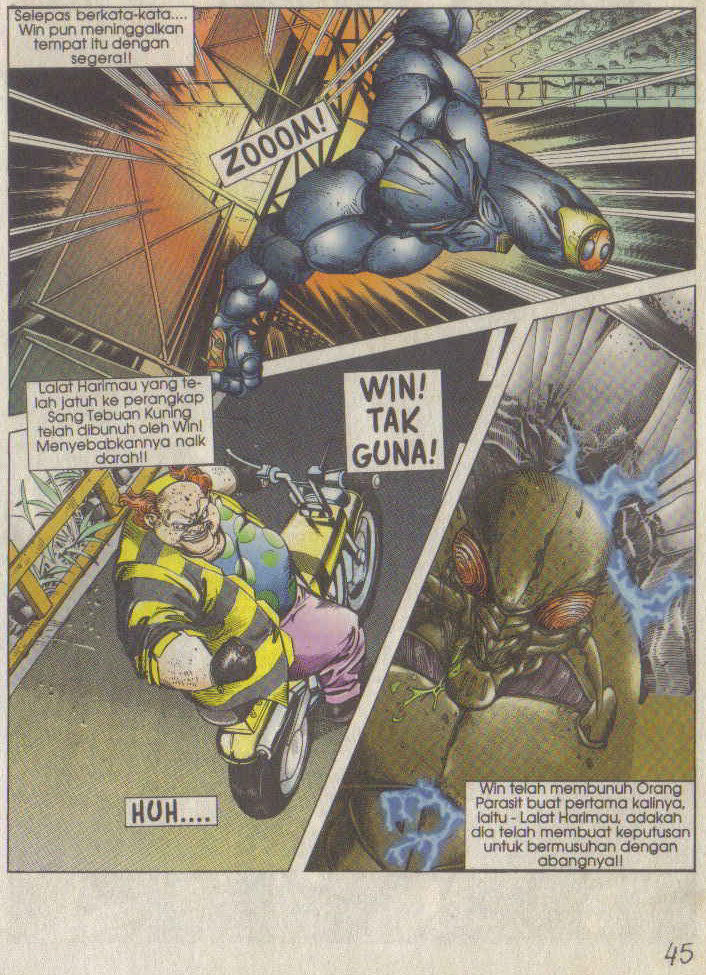 Selepas berkata-kata....
Win pun meninggalkan
tempat itu dengan
segera!!
ZOOOM!
Lalat Harimau yang te-
lah jatuh ke perangkap
Sang Tebuan Kuning
telah dibunuh oleh Win!
Menyebabkannya naik
darah!!
WIN!
TAK
GUNA!
HUH....
Win telah membunuh Orang
Parasit buat pertama kalinya,
Iaitu - Lalat Harimau, adakah
dia telah membuat keputusan
untuk bermusuhan dengan
abangnya!!
45